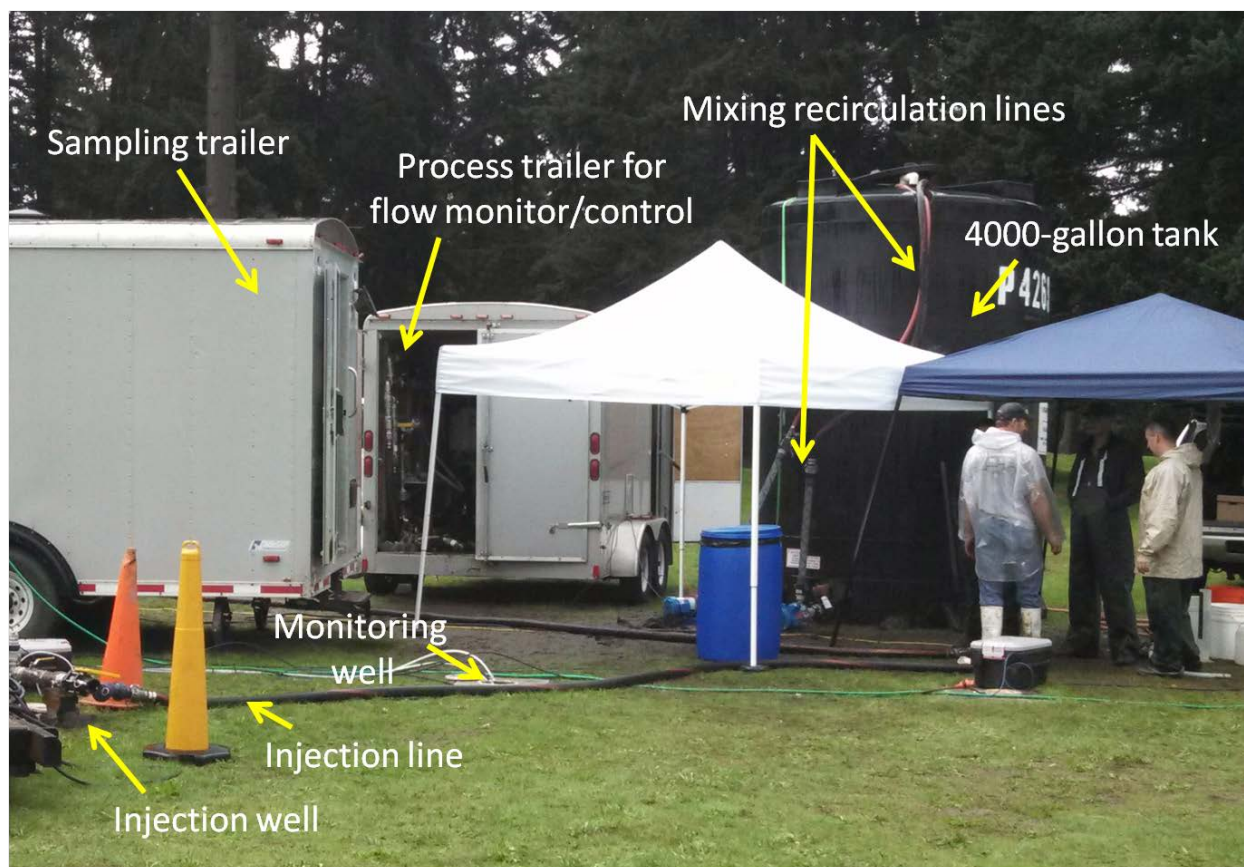 Mixing recirculation lines
Sampling trailer
Process trailer for
flow monitor/control
4000-gallon tank
P 426
Monitoring
well
Injection line
Injection well